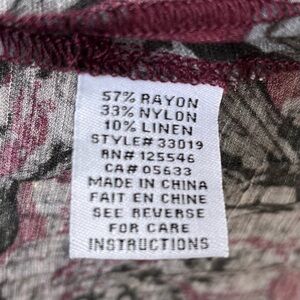 57% RAYON
33% NYLON
10% LINEN
STYLE# 33019
RN# 125546
CA# 05633
MADE IN CHINA
FAIT EN CHINE
SEE REVERSE
FOR CARE
INSTRUCTIONS